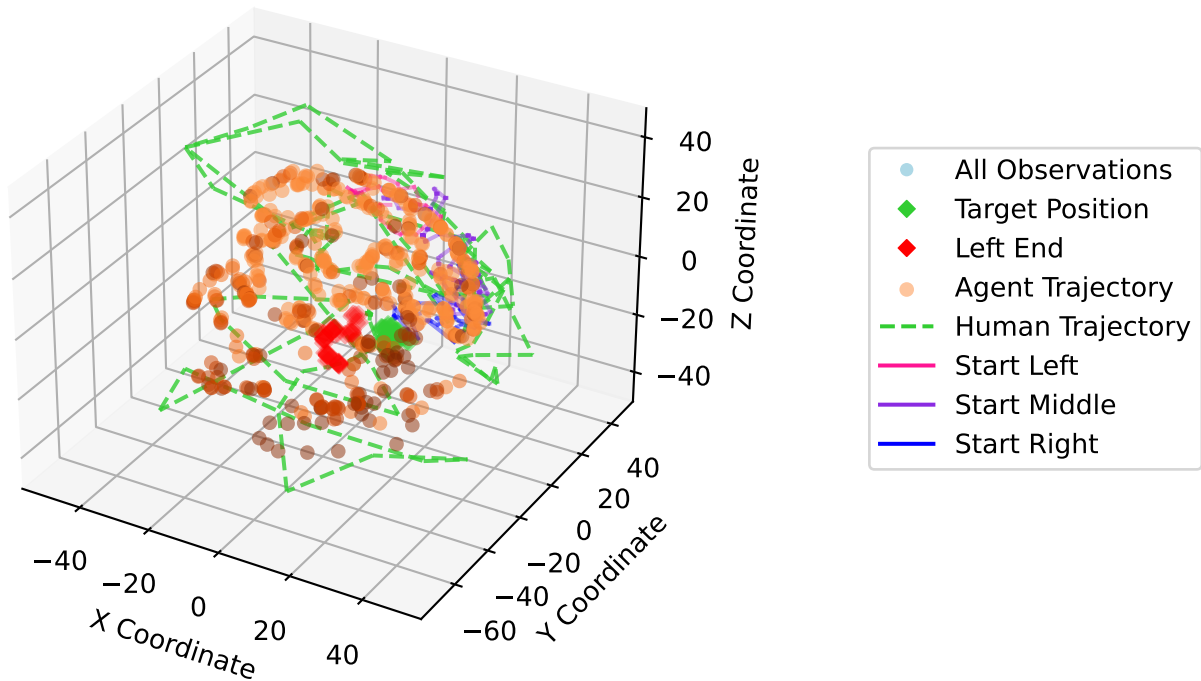 40
20
0
−20
−40
Z Coordinate
40
20
0
−20
−40
−60
Y Coordinate
−40
−20
0
20
40
X Coordinate
All Observations
Target Position
Left End
Agent Trajectory
Human Trajectory
Start Left
Start Middle
Start Right